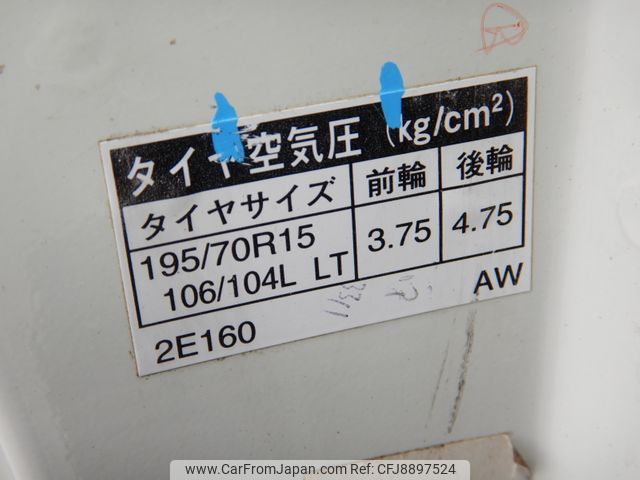 タイヤ空気圧 (kg/cm²)
タイヤサイズ 前輪 後輪
195/70R15 106/104L LT 3.75 4.75
2E160 AW
www.CarFromJapan.com © CFJ8897524